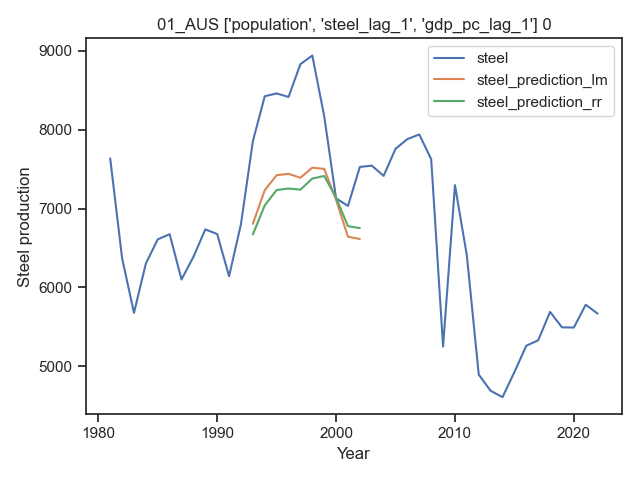 01_AUS ['population', 'steel_lag_1', 'gdp_pc_lag_1'] 0
steel
steel_prediction_lm
steel_prediction_rr
9000
8000
7000
6000
5000
Steel production
1980
1990
2000
2010
2020
Year